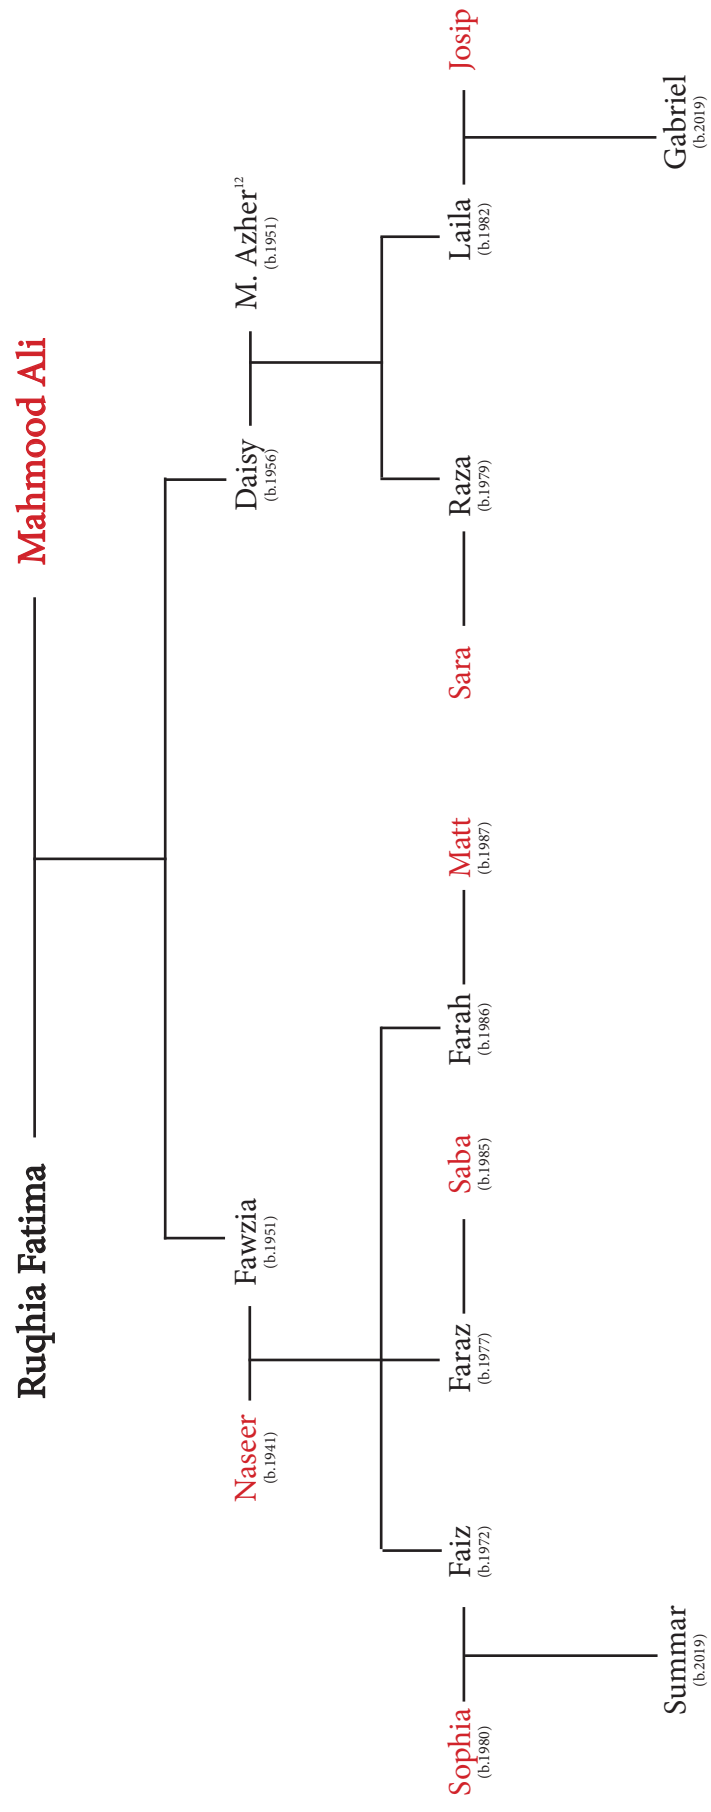 Ruqhia Fatima Mahmood Ali
Naseer Fawzia Daisy M. Azher¹²
(b.1941) (b.1951) (b.1956) (b.1951)
Sophia Faiz Faraz Saba Farah Matt Sara Raza Laila Josip
(b.1980) (b.1972) (b.1977) (b.1985) (b.1986) (b.1987) (b.1979) (b.1982)
Summar Gabriel
(b.2019) (b.2019)